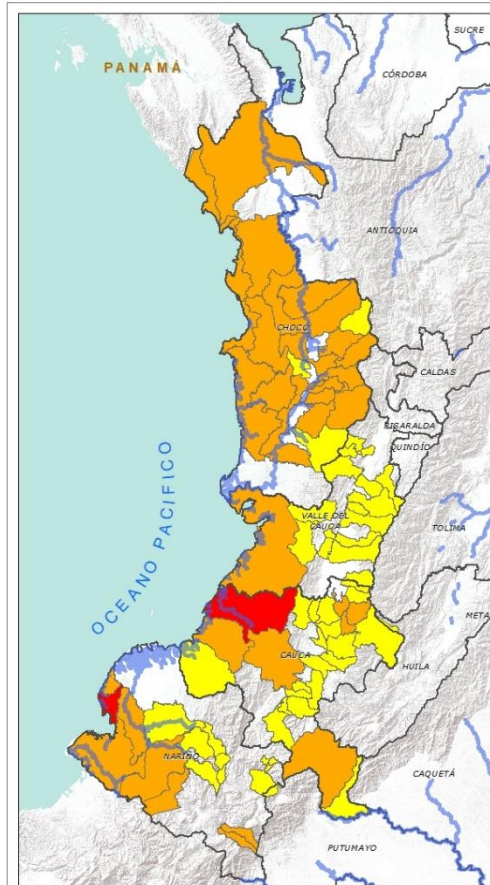 SUCRE
PANAMÁ
CÓRDOBA
ANTIOQUIA
CHOCÓ
CALDAS
RISARALDA
QUINDÍO
OCEANO PACIFICO
VALLE DEL
CAUCA
TOLIMA
META
CAUCA
HUILA
NARIÑO
CAQUETÁ
PUTUMAYO